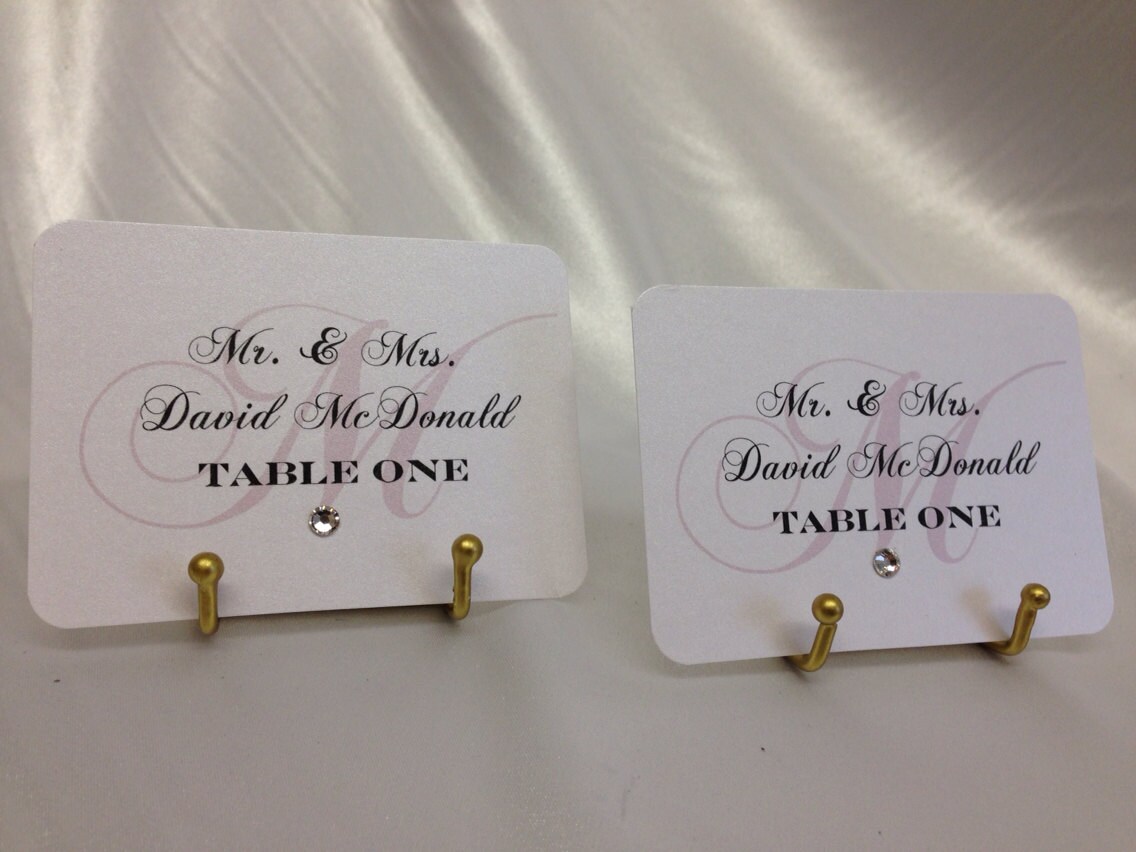 M
Mr. & Mrs.
David McDonald
TABLE ONE
M
Mr. & Mrs.
David McDonald
TABLE ONE